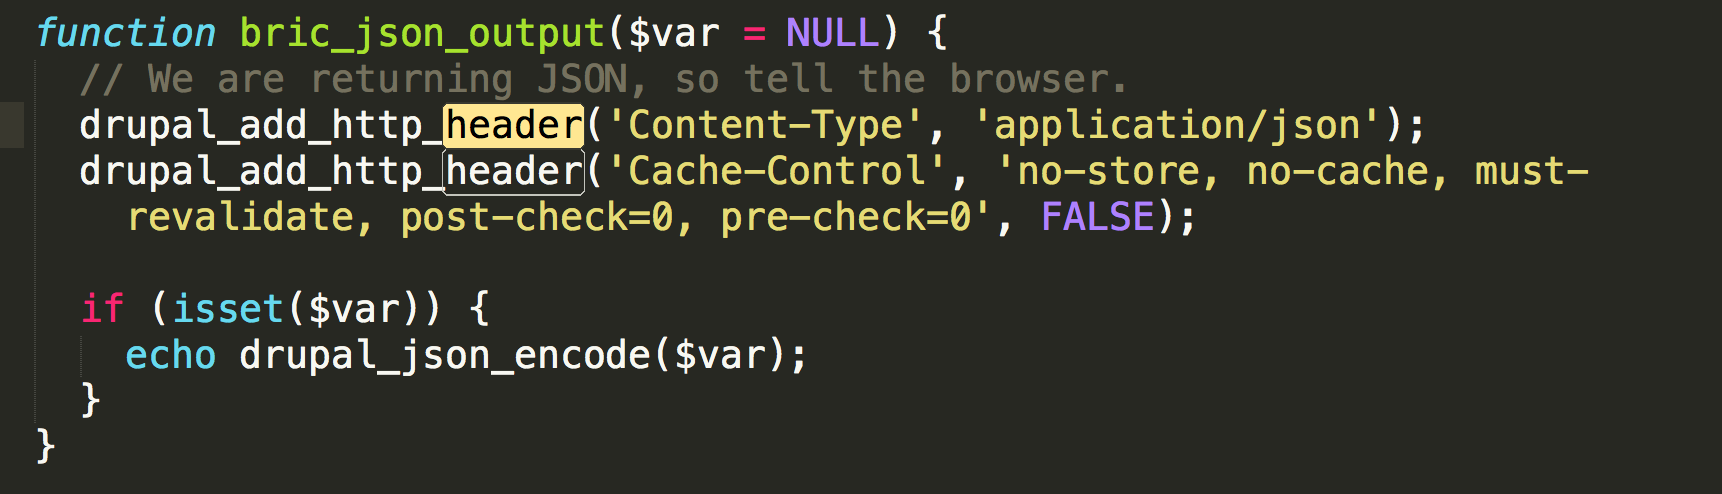 function bric_json_output($var = NULL) {
// We are returning JSON, so tell the browser.
drupal_add_http_header('Content-Type', 'application/json');
drupal_add_http_header('Cache-Control', 'no-store, no-cache, must-
revalidate, post-check=0, pre-check=0', FALSE);
if (isset($var)) {
echo drupal_json_encode($var);
}
}